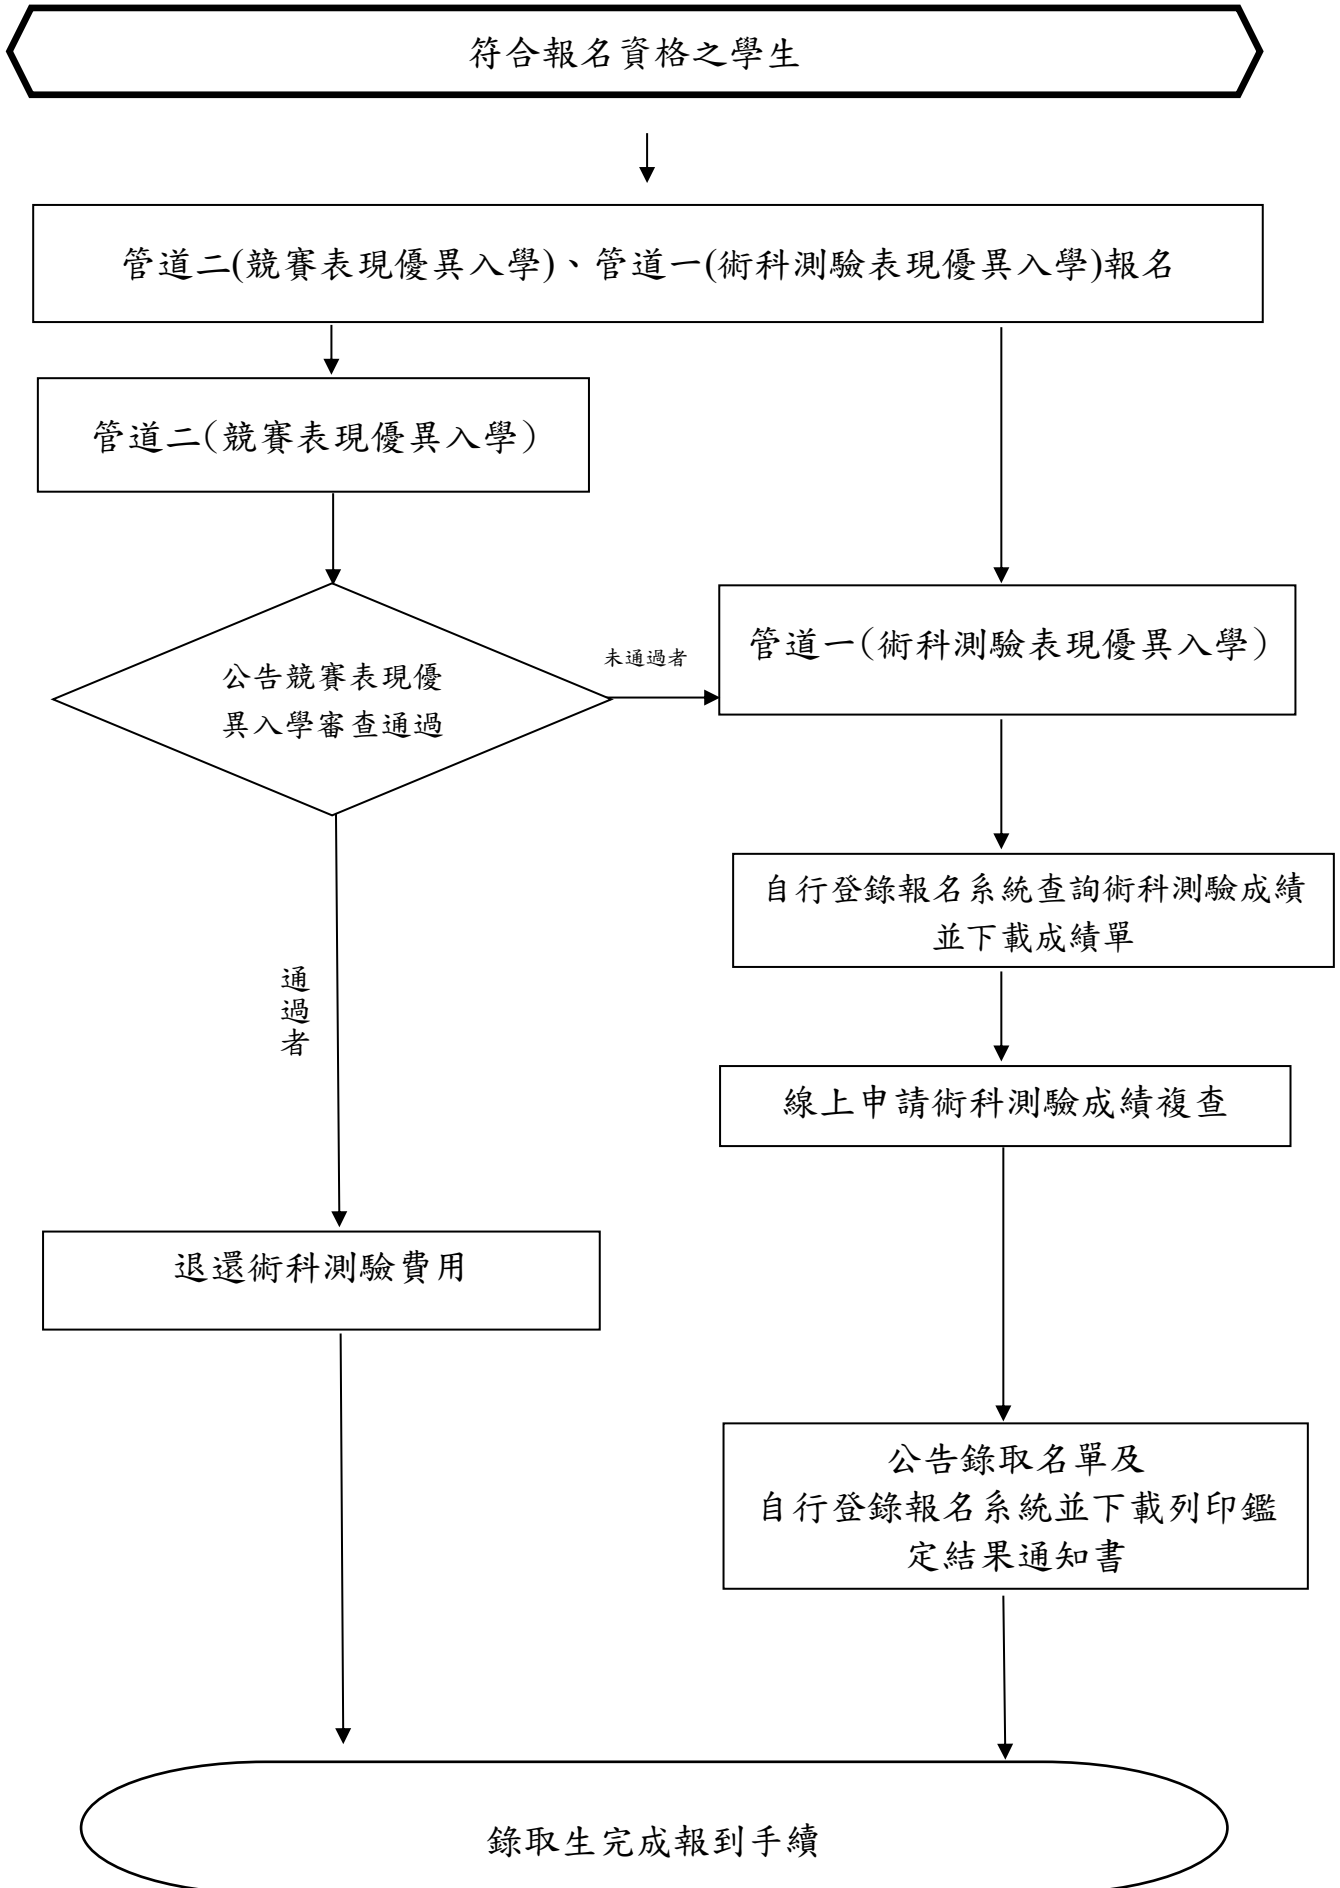 符合報名資格之學生
管道二(競賽表現優異入學)、管道一(術科測驗表現優異入學)報名
管道二(競賽表現優異入學)
公告競賽表現優
異入學審查通過
未通過者
管道一(術科測驗表現優異入學)
自行登錄報名系統查詢術科測驗成績
並下載成績單
通
過
者
線上申請術科測驗成績複查
退還術科測驗費用
公告錄取名單及
自行登錄報名系統並下載列印鑑
定結果通知書
錄取生完成報到手續